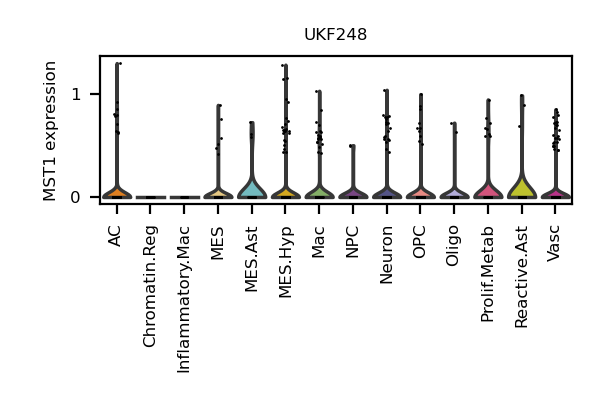 UKF248
MST1 expression
1
0
AC
Chromatin.Reg
Inflammatory.Mac
MES
MES.Ast
MES.Hyp
Mac
NPC
Neuron
OPC
Oligo
Prolif.Metab
Reactive.Ast
Vasc